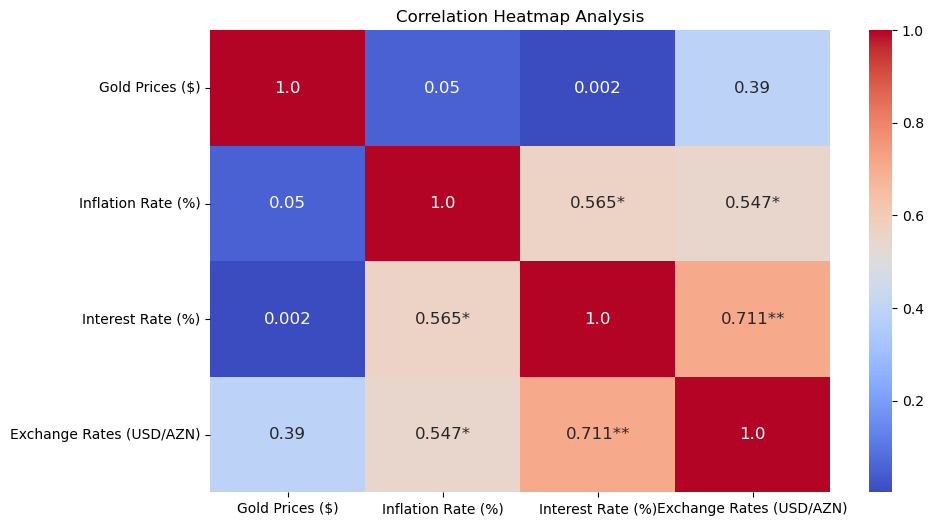 Correlation Heatmap Analysis
Gold Prices ($) 1.0 0.05 0.002 0.39
Inflation Rate (%) 0.05 1.0 0.565* 0.547*
Interest Rate (%) 0.002 0.565* 1.0 0.711**
Exchange Rates (USD/AZN) 0.39 0.547* 0.711** 1.0
Gold Prices ($) Inflation Rate (%) Interest Rate (%) Exchange Rates (USD/AZN)
1.0
0.8
0.6
0.4
0.2